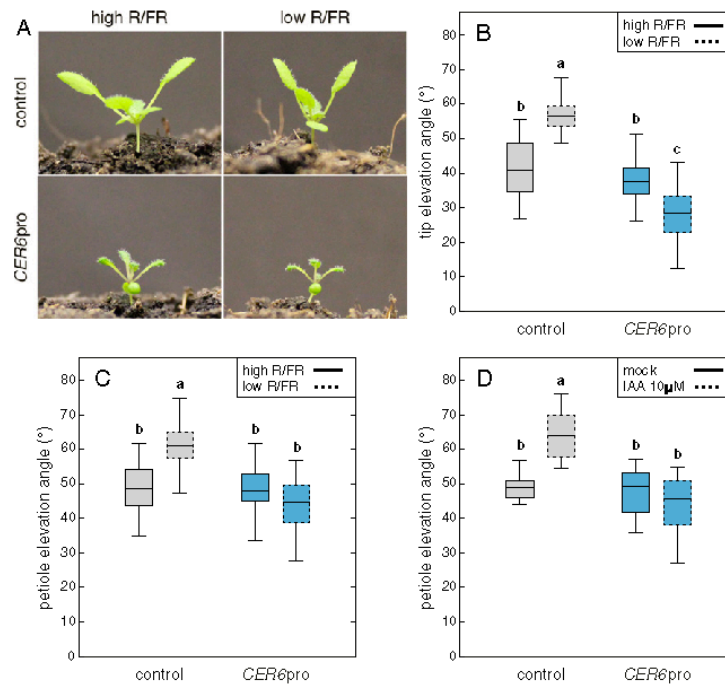 A
high R/FR
low R/FR
control
CER6pro
B
high R/FR
low R/FR
tip elevation angle (°)
80
70
60
50
40
30
20
10
0
b
a
b
c
control
CER6pro
C
high R/FR
low R/FR
petiole elevation angle (°)
80
70
60
50
40
30
20
10
0
b
a
b
b
control
CER6pro
D
mock
IAA 10μM
petiole elevation angle (°)
80
70
60
50
40
30
20
10
0
b
a
b
b
control
CER6pro